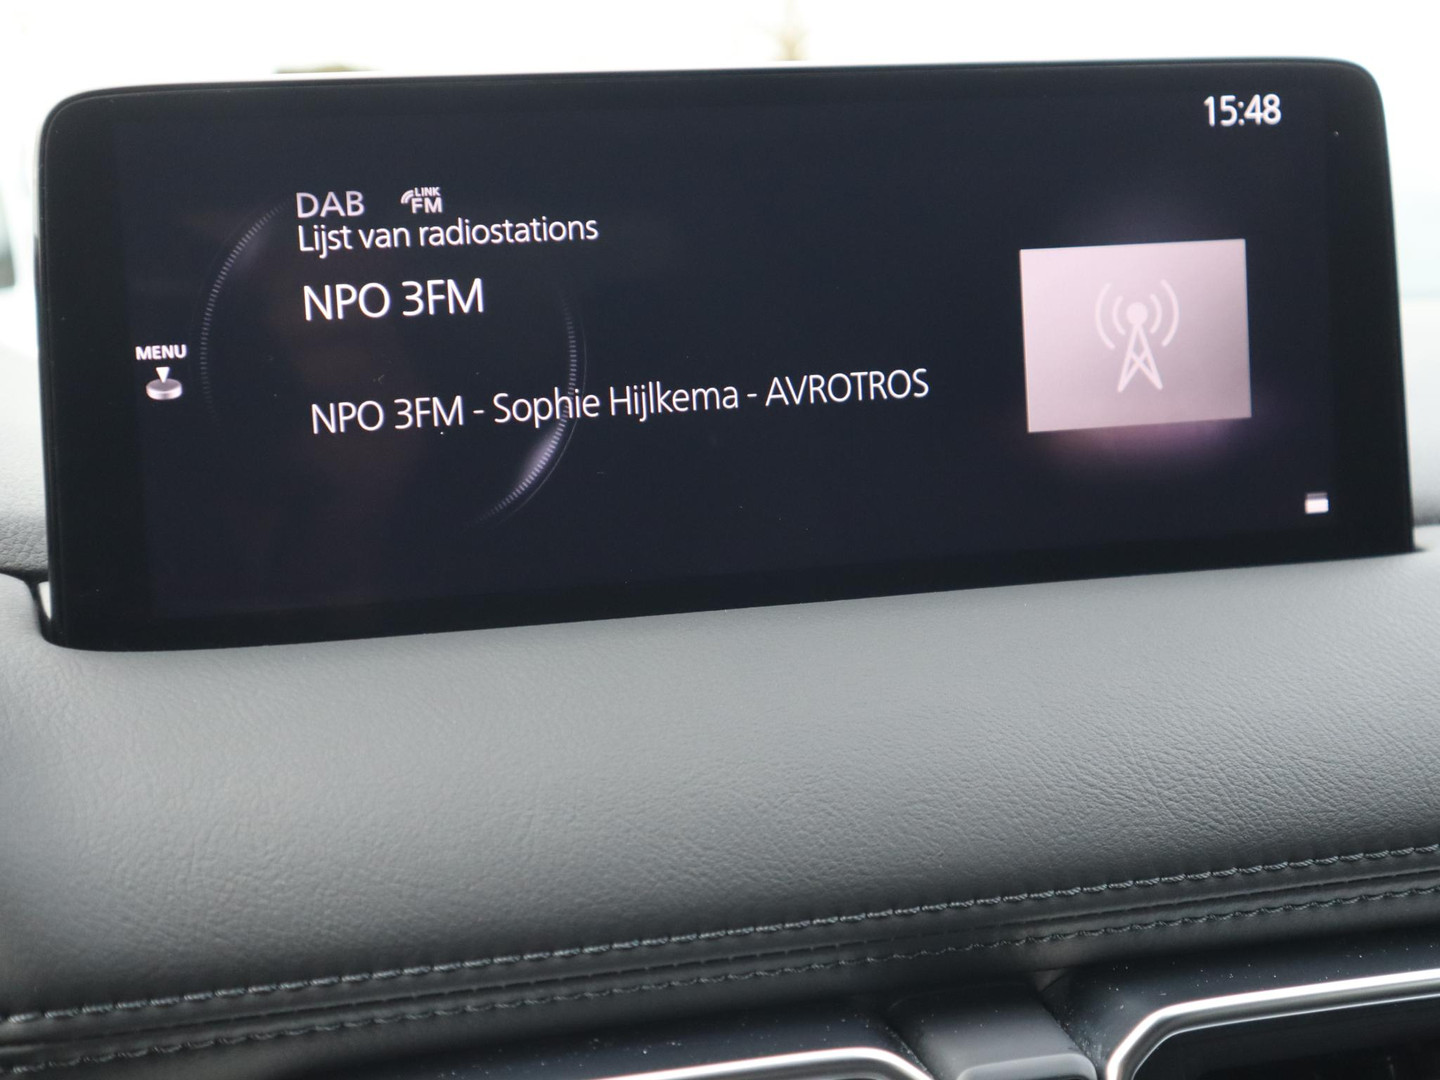 15:48
DAB LINK FM
Lijst van radiostations
NPO 3FM
MENU
NPO 3FM - Sophie Hijlkema - AVROTROS